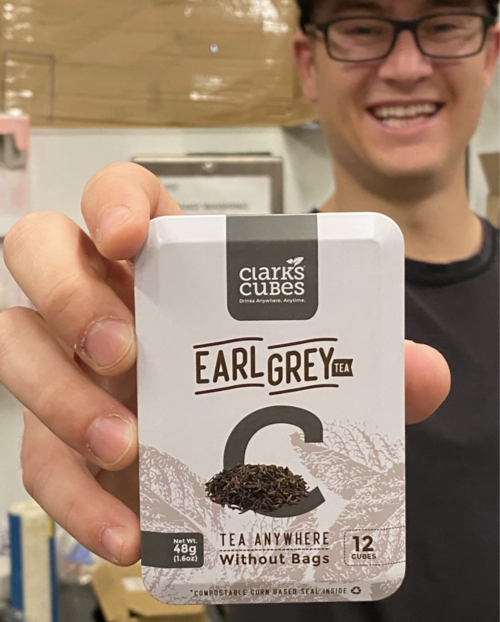 clark's
cubes
Drinks Anywhere, Anytime.
EARL GREY TEA
C
TEA ANYWHERE
Without Bags
Net Wt.
48g
(1.6oz)
12
CUBES
*COMPOSTABLE CORN BASED SEAL INSIDE